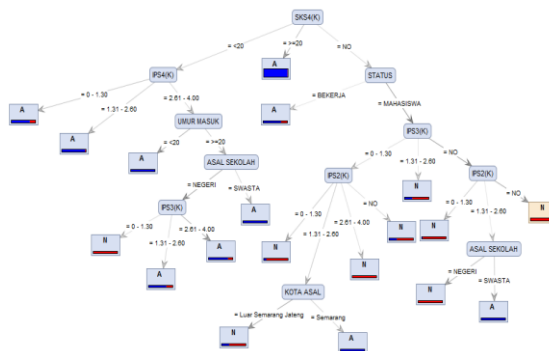 SKS4(K)
= <20
= >=20
= NO
IPS4(K)
A
STATUS
= 0 - 1.30
= 1.31 - 2.60
= 2.61 - 4.00
= BEKERJA
= MAHASISWA
A
A
UMUR MASUK
A
IPS3(K)
= <20
= >=20
= 0 - 1.30
= 1.31 - 2.60
= NO
A
ASAL SEKOLAH
IPS2(K)
N
IPS2(K)
= NEGERI
= SWASTA
= 0 - 1.30
= 1.31 - 2.60
= 2.61 - 4.00
= NO
= 0 - 1.30
= 1.31 - 2.60
= NO
IPS3(K)
A
N
N
N
N
N
= 0 - 1.30
= 1.31 - 2.60
= 2.61 - 4.00
N
A
A
KOTA ASAL
ASAL SEKOLAH
= Luar Semarang Jateng
= Semarang
= NEGERI
= SWASTA
N
A
N
A